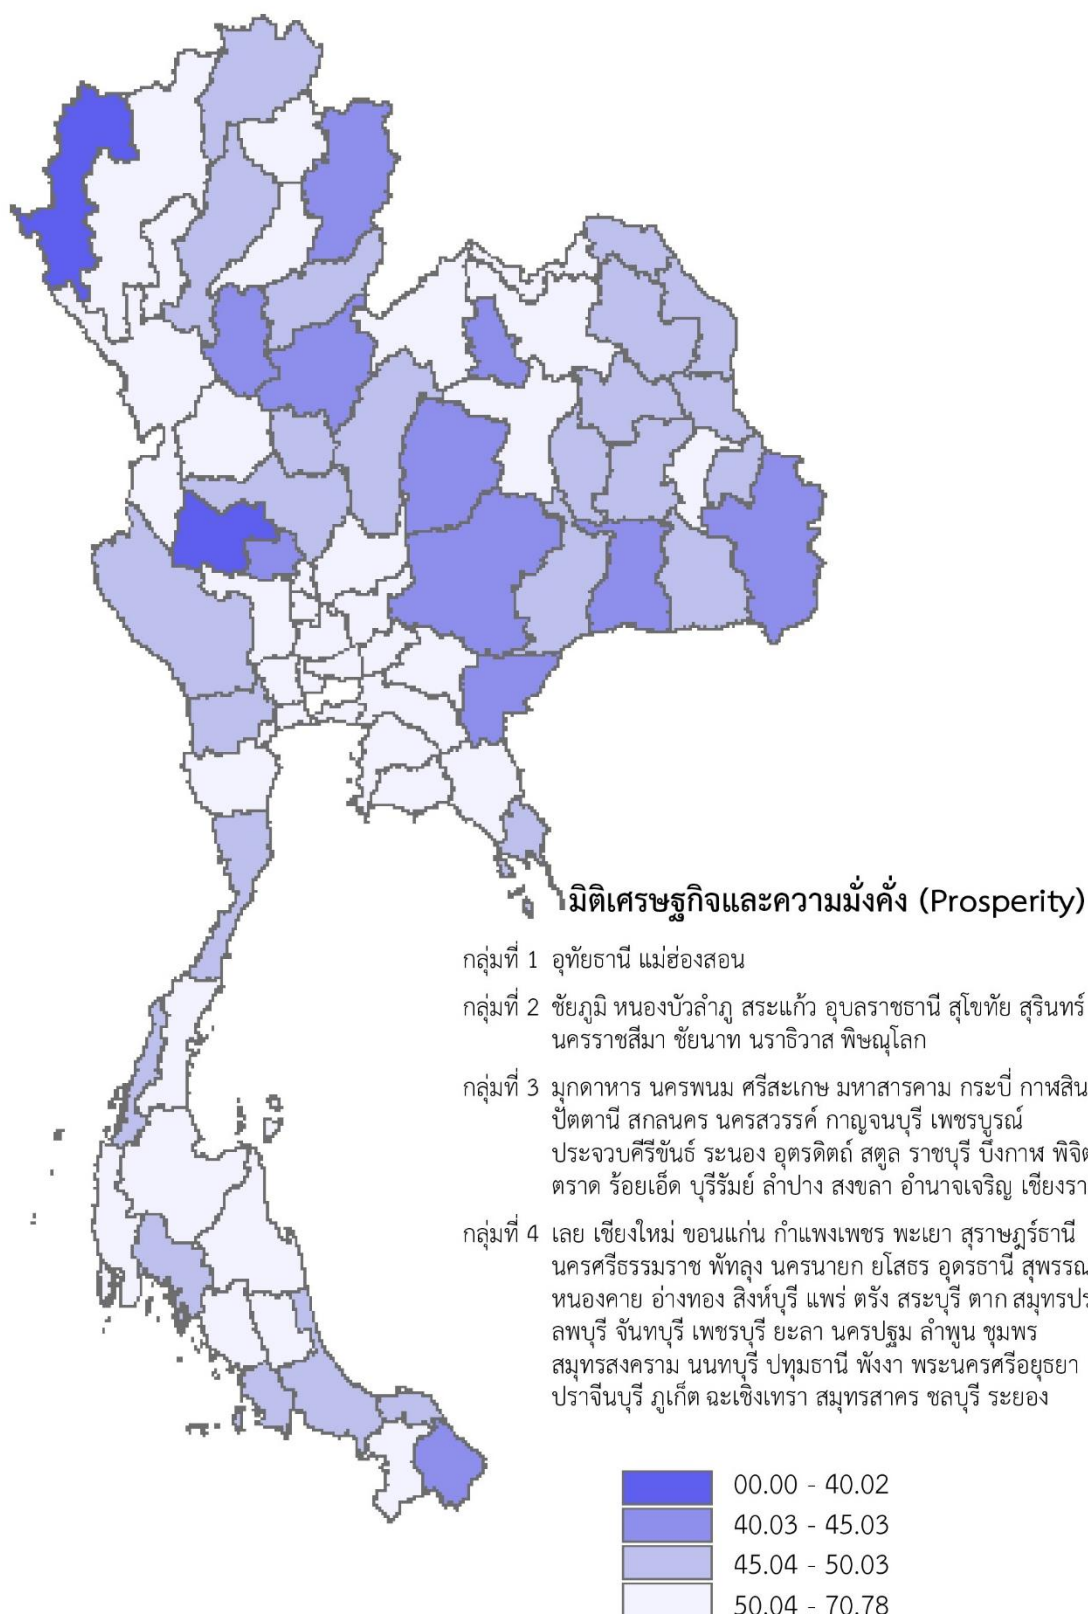 มิติเศรษฐกิจและความมั่งคั่ง (Prosperity)
กลุ่มที่ 1 อุทัยธานี แม่ฮ่องสอน
กลุ่มที่ 2 ชัยภูมิ หนองบัวลำภู สระแก้ว อุบลราชธานี สุโขทัย สุรินทร์
นครราชสีมา ชัยนาท นราธิวาส พิษณุโลก
กลุ่มที่ 3 มุกดาหาร นครพนม ศรีสะเกษ มหาสารคาม กระบี่ กาฬสิน
ปัตตานี สกลนคร นครสวรรค์ กาญจนบุรี เพชรบูรณ์
ประจวบคีรีขันธ์ ระนอง อุตรดิตถ์ สตูล ราชบุรี บึงกาฬ พิจิต
ตราด ร้อยเอ็ด บุรีรัมย์ ลำปาง สงขลา อำนาจเจริญ เชียงรา
กลุ่มที่ 4 เลย เชียงใหม่ ขอนแก่น กำแพงเพชร พะเยา สุราษฎร์ธานี
นครศรีธรรมราช พัทลุง นครนายก ยโสธร อุดรธานี สุพรรณ
หนองคาย อ่างทอง สิงห์บุรี แพร่ ตรัง สระบุรี ตาก สมุทรปร
ลพบุรี จันทบุรี เพชรบุรี ยะลา นครปฐม ลำพูน ชุมพร
สมุทรสงคราม นนทบุรี ปทุมธานี พังงา พระนครศรีอยุธยา
ปราจีนบุรี ภูเก็ต ฉะเชิงเทรา สมุทรสาคร ชลบุรี ระยอง
00.00 - 40.02
40.03 - 45.03
45.04 - 50.03
50.04 - 70.78